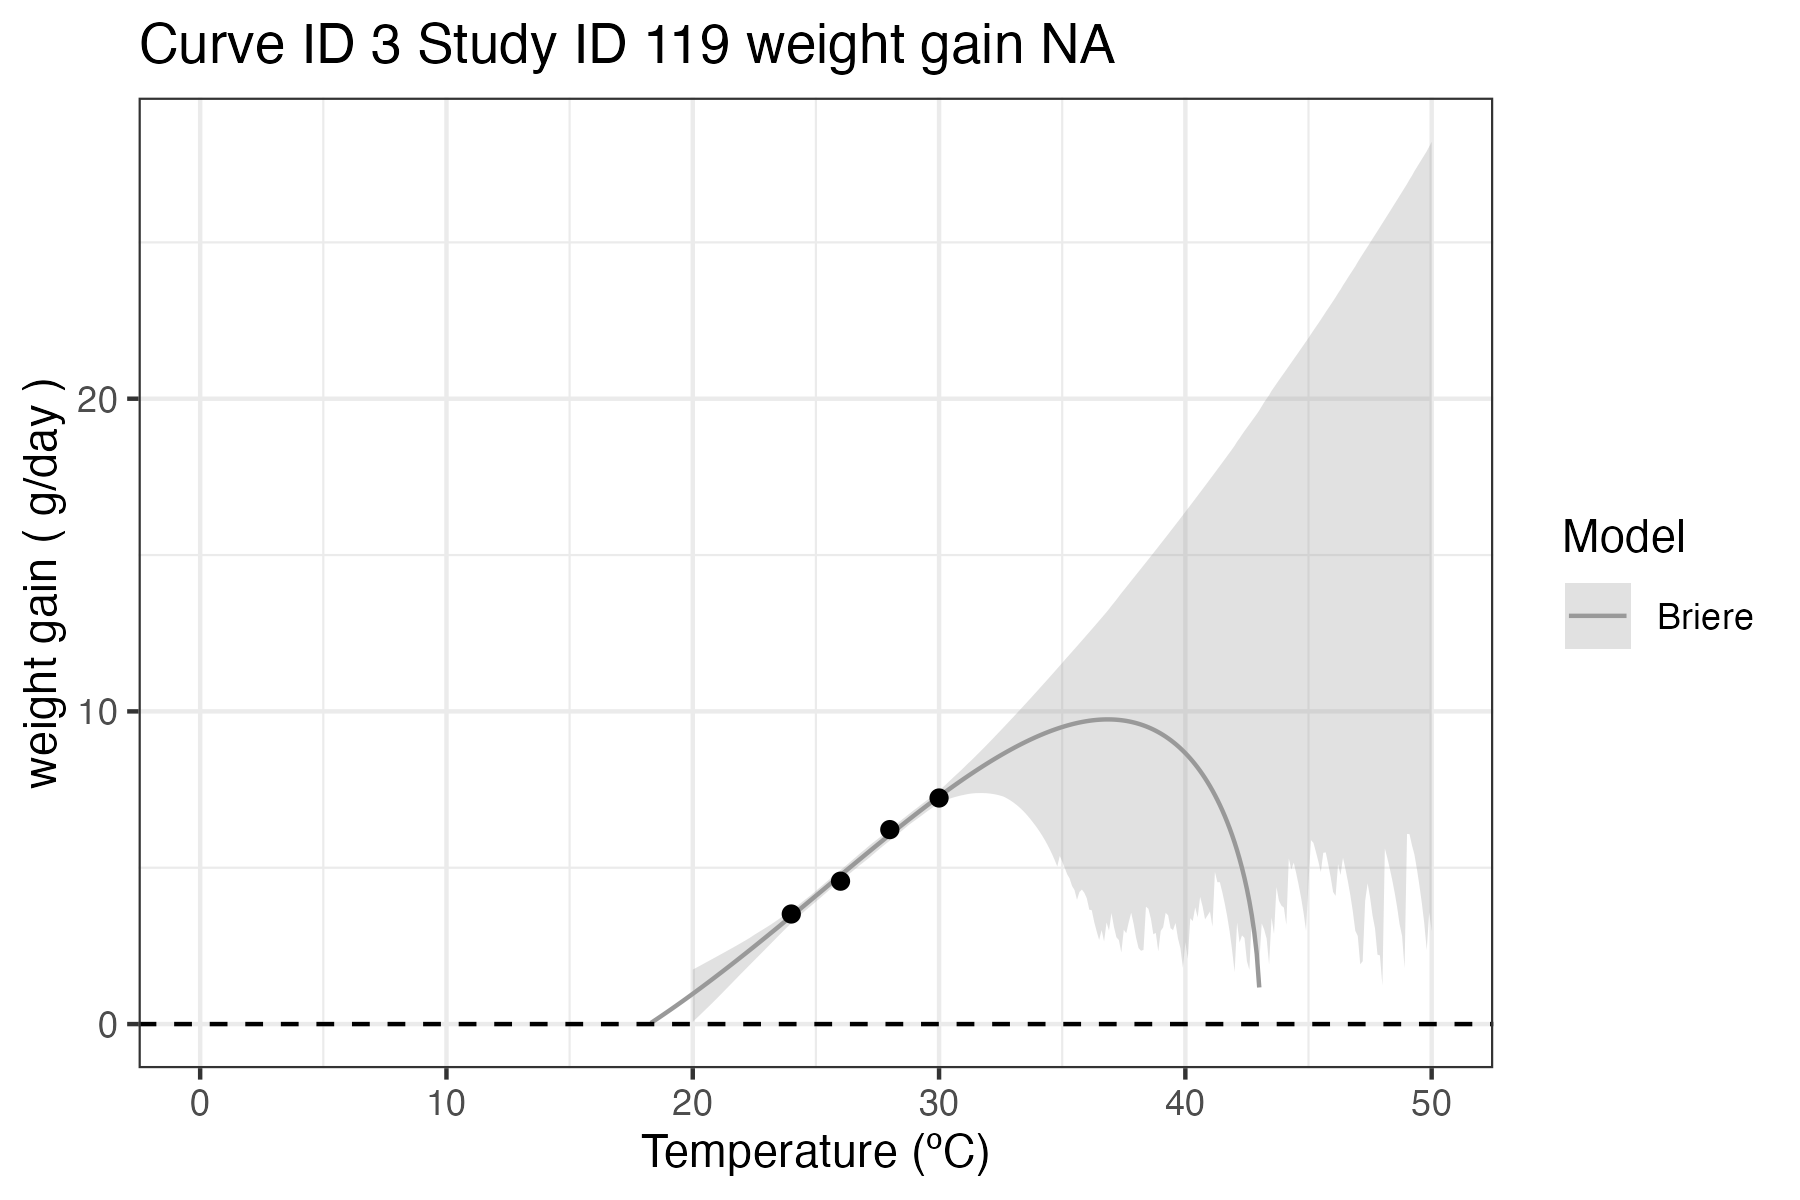 Curve ID 3 Study ID 119 weight gain NA
weight gain ( g/day )
20
10
0
0 10 20 30 40 50
Temperature (ºC)
Model
Briere